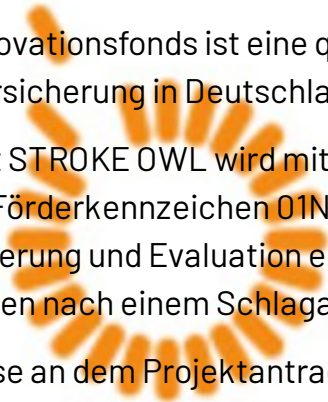 ovationsfonds ist eine q
rsicherung in Deutschla
STROKE OWL wird mit
Förderkennzeichen 01N
erung und Evaluation e
en nach einem Schlaga
se an dem Projektantra